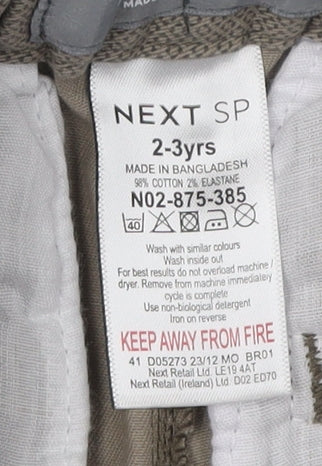 MADE
NEXT SP
2-3yrs
MADE IN BANGLADESH
98% COTTON 2% ELASTANE
N02-875-385
40
Wash with similar colours
Wash inside out
For best results do not overload machine /
dryer. Remove from machine immediately
cycle is complete
Use non-biological detergent
Iron on reverse
KEEP AWAY FROM FIRE
41 D05273 23/12 MO BR01
Next Retail Ltd LE19 4AT
Next Retail (Ireland) Ltd D02 ED70